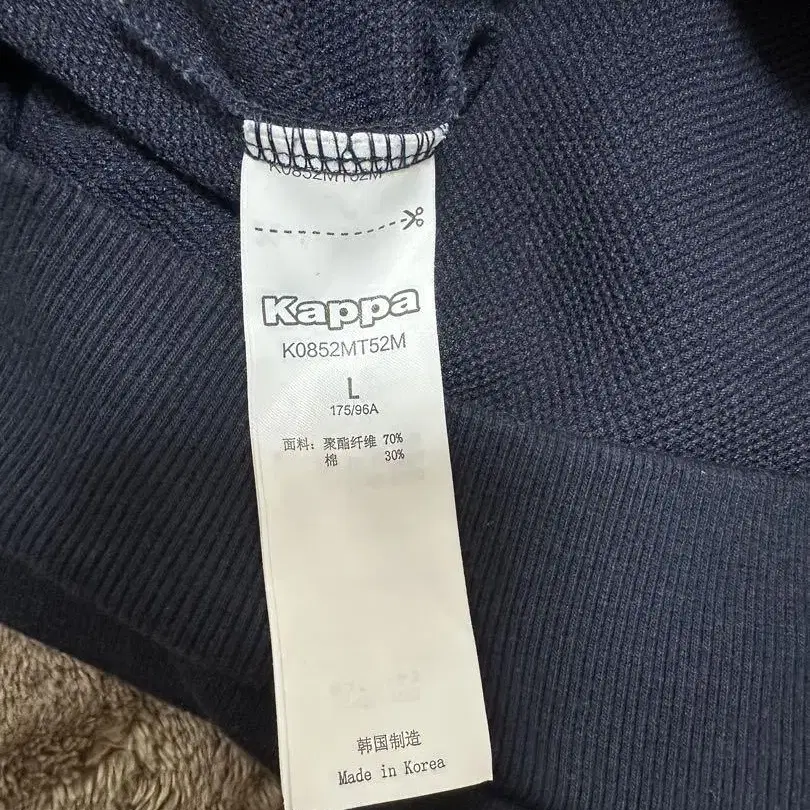 K0852MT52M
Kappa
K0852MT52M
L
175/96A
面料: 聚酯纤维 70%
棉 30%
韩国制造
Made in Korea